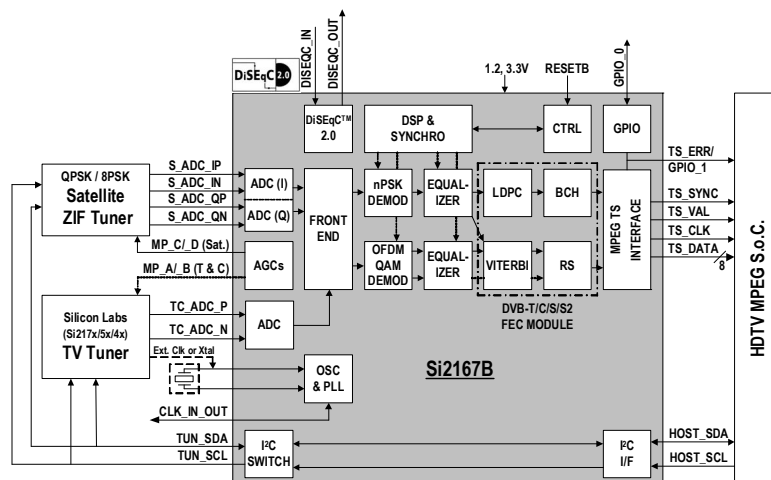 DISEQC_IN
DISEQC_OUT
DiSEqC 2.0
1.2, 3.3V
RESETB
GPIO_0
DiSEqC™
2.0
DSP &
SYNCHRO
CTRL
GPIO
TS_ERR/
GPIO_1
QPSK / 8PSK
Satellite
ZIF Tuner
S_ADC_IP
S_ADC_IN
S_ADC_QP
S_ADC_QN
ADC (I)
ADC (Q)
FRONT
END
nPSK
DEMOD
EQUAL-
IZER
LDPC
BCH
MPEG TS
INTERFACE
TS_SYNC
TS_VAL
TS_CLK
TS_DATA
8
MP_C/_D (Sat.)
AGCs
MP_A/_B (T & C)
OFDM
QAM
DEMOD
EQUAL-
IZER
VITERBI
RS
DVB-T/C/S/S2
FEC MODULE
Silicon Labs
(Si217x/5x/4x)
TV Tuner
TC_ADC_P
TC_ADC_N
ADC
Ext. Clk or Xtal
OSC
& PLL
Si2167B
CLK_IN_OUT
TUN_SDA
TUN_SCL
I²C
SWITCH
I²C
I/F
HOST_SDA
HOST_SCL
HDTV MPEG S.o.C.